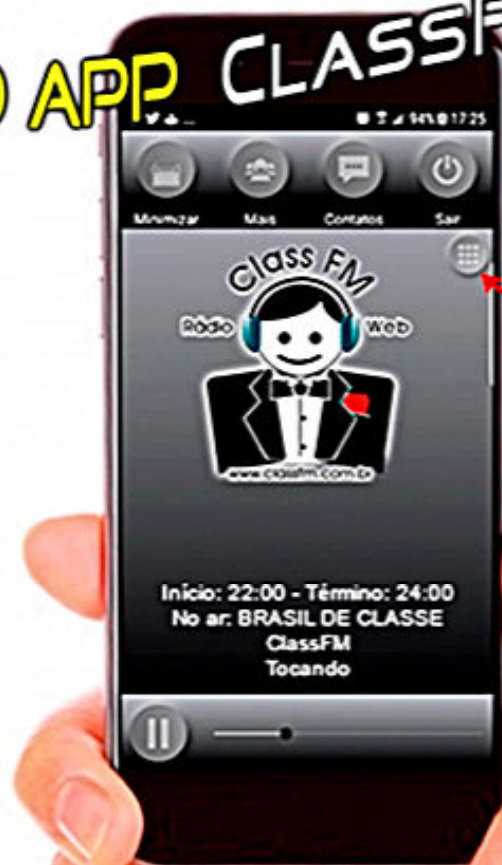 O APP CLASSF
94% 17:25
Minimizar Mais Contatos Sair
Class FM
Rádio Web
www.classfm.com.br
Início: 22:00 - Término: 24:00
No ar: BRASIL DE CLASSE
ClassFM
Tocando